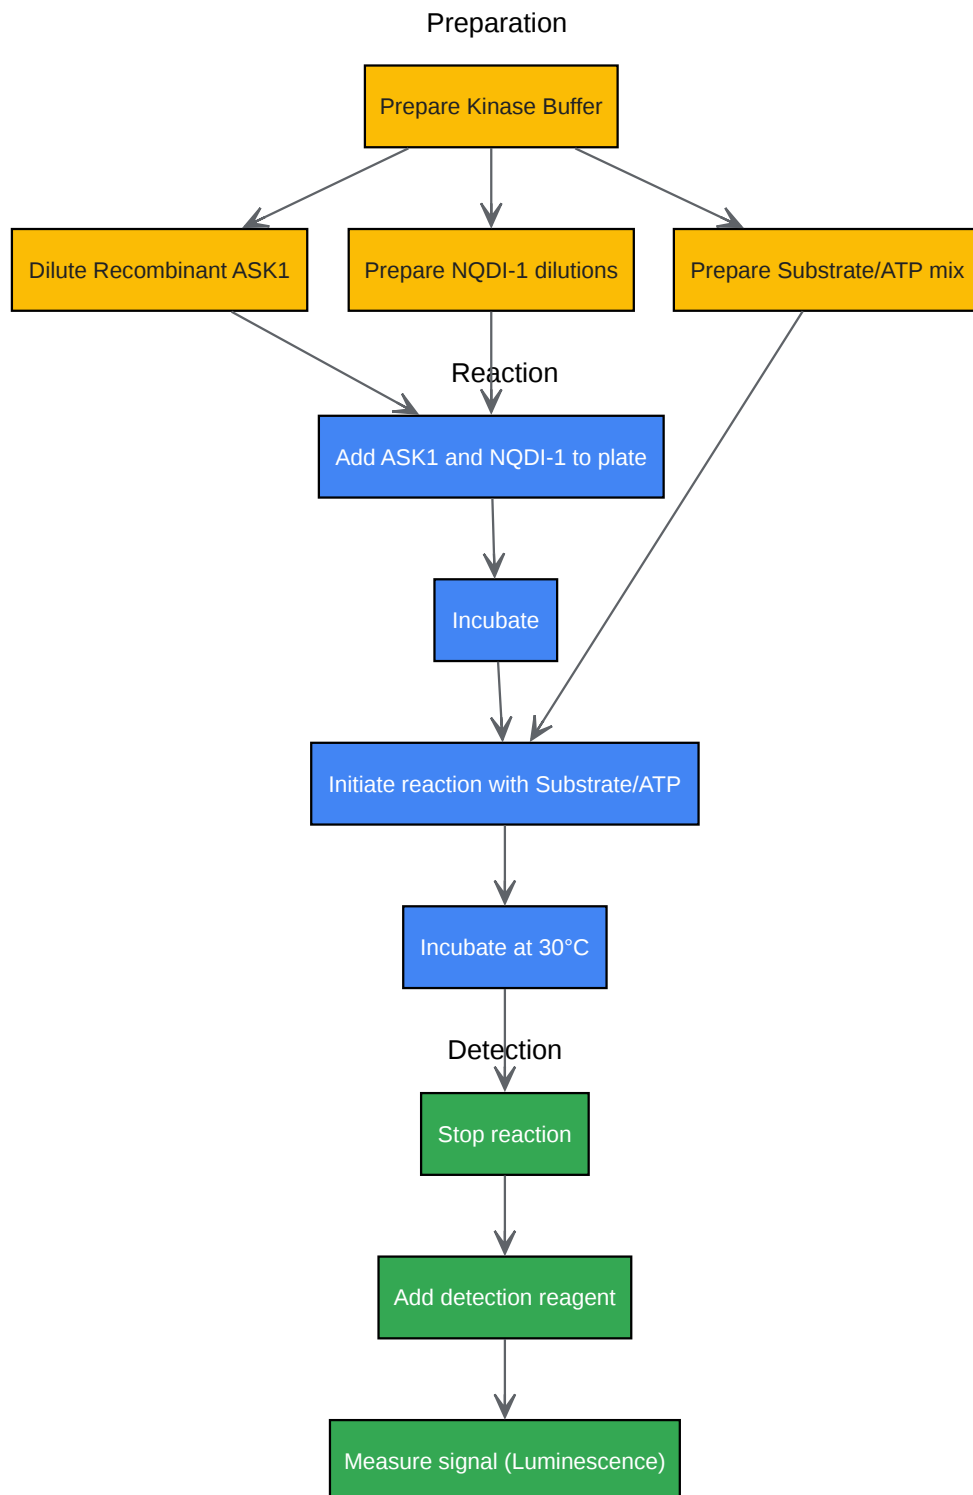 Preparation
Prepare Kinase Buffer
Dilute Recombinant ASK1
Prepare NQDI-1 dilutions
Prepare Substrate/ATP mix
Reaction
Add ASK1 and NQDI-1 to plate
Incubate
Initiate reaction with Substrate/ATP
Incubate at 30°C
Detection
Stop reaction
Add detection reagent
Measure signal (Luminescence)